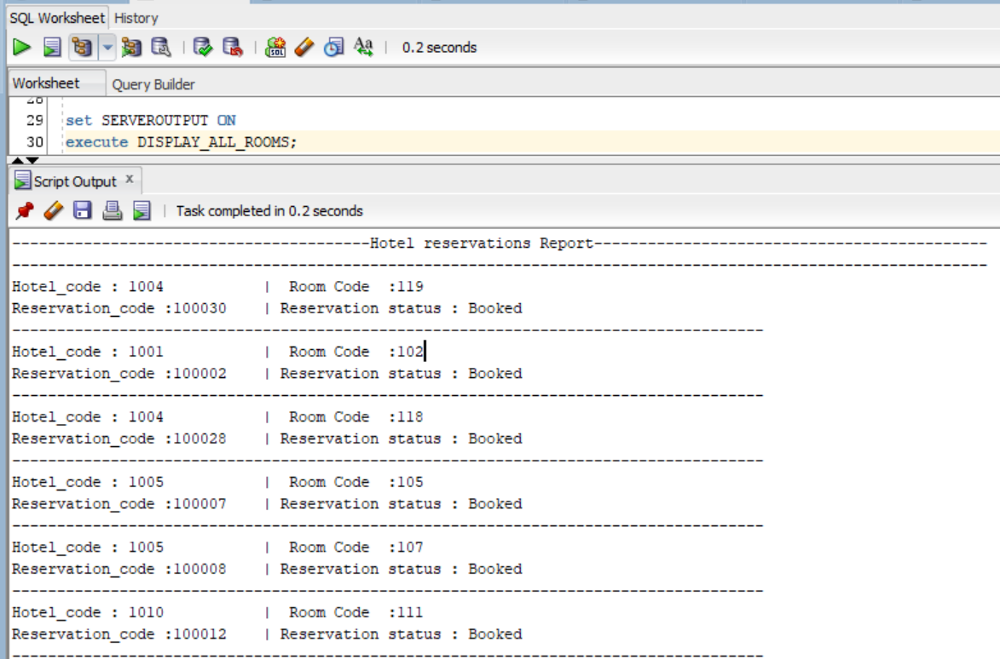 SQL Worksheet History
SQL Aa 0.2 seconds
Worksheet Query Builder
28
29 set SERVEROUTPUT ON
30 execute DISPLAY_ALL_ROOMS;
Script Output x
Task completed in 0.2 seconds
----------------------------------------Hotel reservations Report--------------------------------------------
-------------------------------------------------------------------------------------------------------------
Hotel_code : 1004 | Room Code :119
Reservation_code :100030 | Reservation status : Booked
------------------------------------------------------------------------------------
Hotel_code : 1001 | Room Code :102
Reservation_code :100002 | Reservation status : Booked
------------------------------------------------------------------------------------
Hotel_code : 1004 | Room Code :118
Reservation_code :100028 | Reservation status : Booked
------------------------------------------------------------------------------------
Hotel_code : 1005 | Room Code :105
Reservation_code :100007 | Reservation status : Booked
------------------------------------------------------------------------------------
Hotel_code : 1005 | Room Code :107
Reservation_code :100008 | Reservation status : Booked
------------------------------------------------------------------------------------
Hotel_code : 1010 | Room Code :111
Reservation_code :100012 | Reservation status : Booked
------------------------------------------------------------------------------------